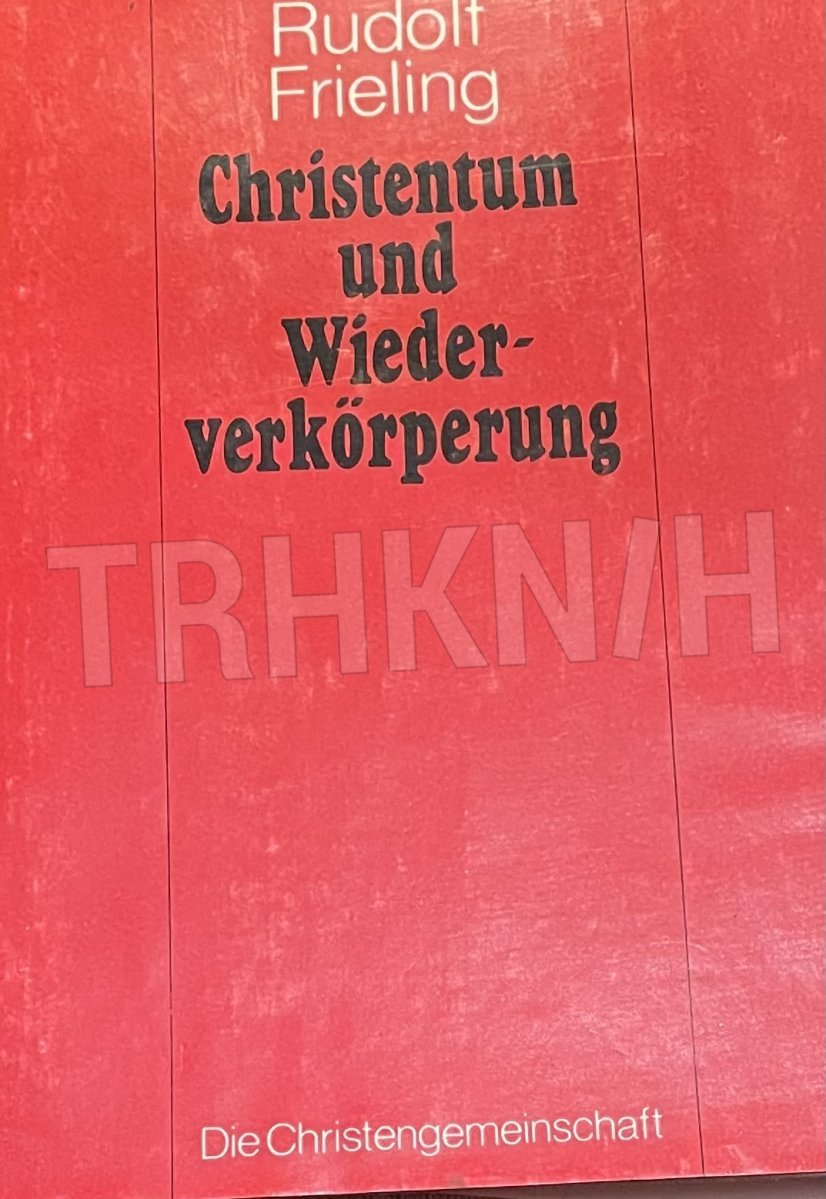 Rudolf
Frieling
Christentum
und
Wieder-
verkörperung
TRHKN/H
Die Christengemeinschaft